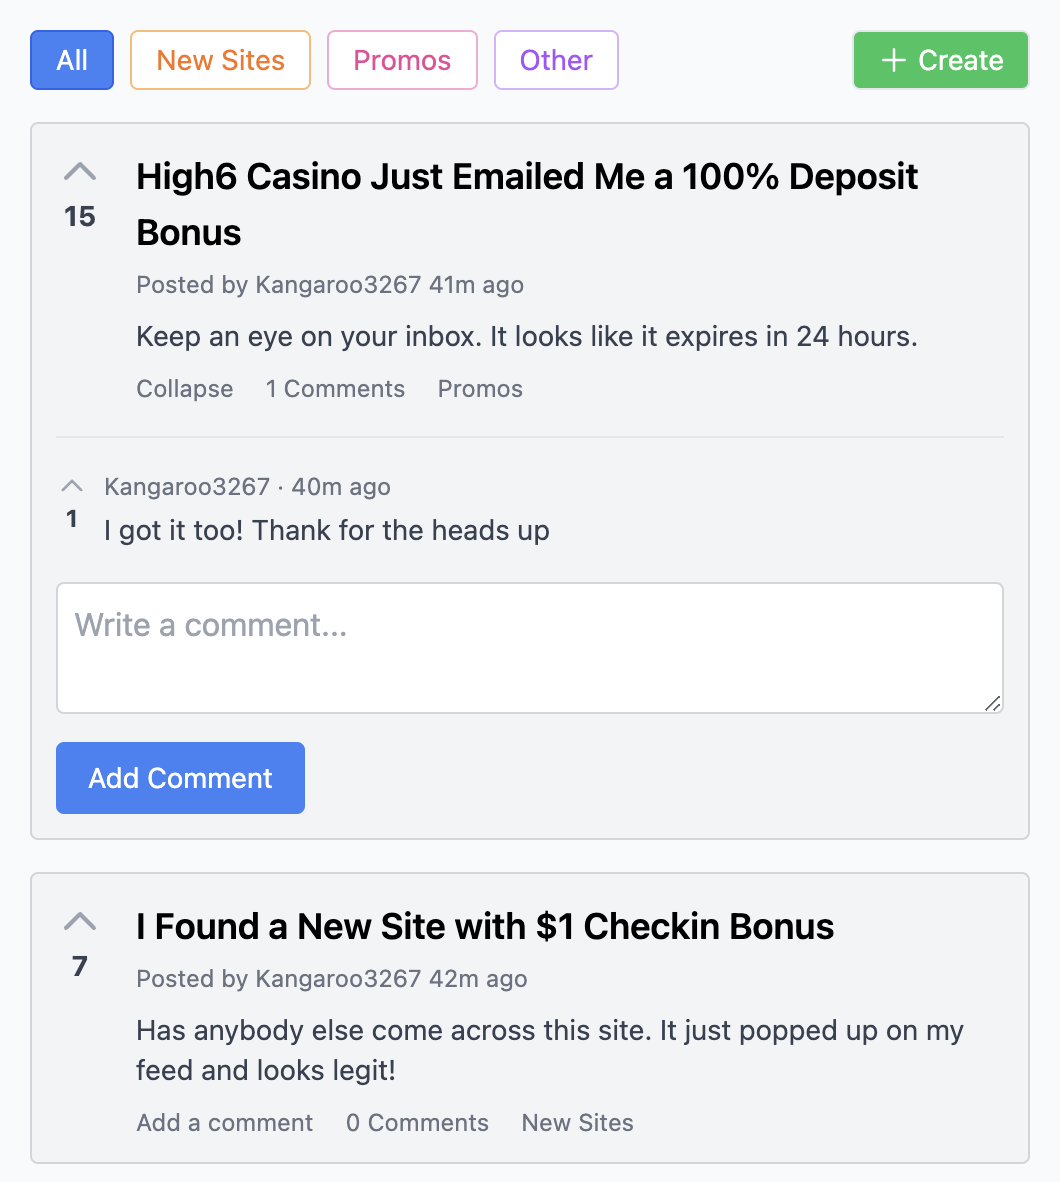 All
New Sites
Promos
Other
+ Create
15
High6 Casino Just Emailed Me a 100% Deposit
Bonus
Posted by Kangaroo3267 41m ago
Keep an eye on your inbox. It looks like it expires in 24 hours.
Collapse 1 Comments Promos
Kangaroo3267 · 40m ago
1
I got it too! Thank for the heads up
Write a comment...
Add Comment
7
I Found a New Site with $1 Checkin Bonus
Posted by Kangaroo3267 42m ago
Has anybody else come across this site. It just popped up on my
feed and looks legit!
Add a comment 0 Comments New Sites